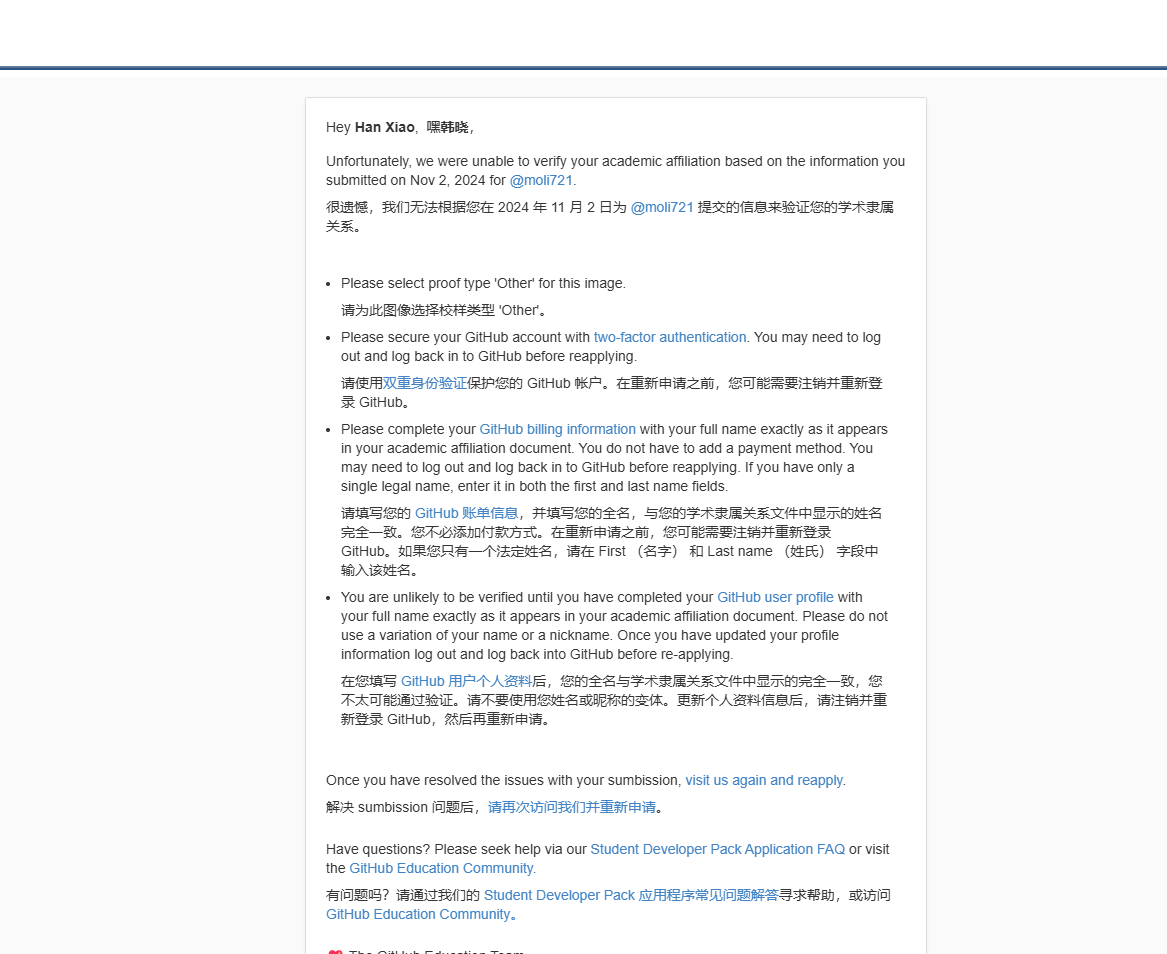 Hey Han Xiao,  嘿韩晓，
Unfortunately, we were unable to verify your academic affiliation based on the information you
submitted on Nov 2, 2024 for @moli721.
很遗憾，我们无法根据您在 2024 年 11 月 2 日为 @moli721 提交的信息来验证您的学术隶属
关系。
• Please select proof type 'Other' for this image.
请为此图像选择校样类型 'Other'。
• Please secure your GitHub account with two-factor authentication. You may need to log
out and log back in to GitHub before reapplying.
请使用双重身份验证保护您的 GitHub 帐户。在重新申请之前，您可能需要注销并重新登
录 GitHub。
• Please complete your GitHub billing information with your full name exactly as it appears
in your academic affiliation document. You do not have to add a payment method. You
may need to log out and log back in to GitHub before reapplying. If you have only a
single legal name, enter it in both the first and last name fields.
请填写您的 GitHub 账单信息，并填写您的全名，与您的学术隶属关系文件中显示的姓名
完全一致。您不必添加付款方式。在重新申请之前，您可能需要注销并重新登录
GitHub。如果您只有一个法定姓名，请在 First （名字） 和 Last name （姓氏） 字段中
输入该姓名。
• You are unlikely to be verified until you have completed your GitHub user profile with
your full name exactly as it appears in your academic affiliation document. Please do not
use a variation of your name or a nickname. Once you have updated your profile
information log out and log back into GitHub before re-applying.
在您填写 GitHub 用户个人资料后，您的全名与学术隶属关系文件中显示的完全一致，您
不太可能通过验证。请不要使用您姓名或昵称的变体。更新个人资料信息后，请注销并重
新登录 GitHub，然后再重新申请。
Once you have resolved the issues with your sumbission, visit us again and reapply.
解决 sumbission 问题后，请再次访问我们并重新申请。
Have questions? Please seek help via our Student Developer Pack Application FAQ or visit
the GitHub Education Community.
有问题吗？请通过我们的 Student Developer Pack 应用程序常见问题解答寻求帮助，或访问
GitHub Education Community。
The GitHub Education Team